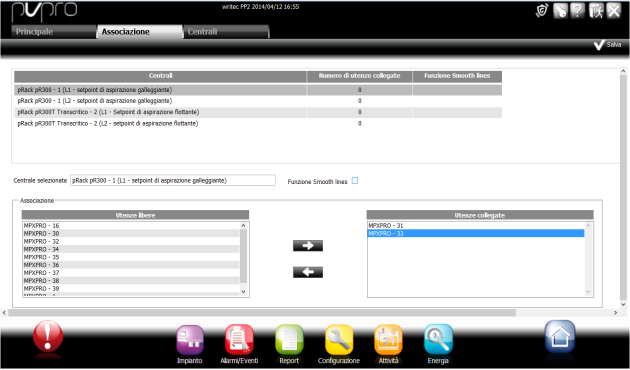 pvpro
writec PP2 2014/04/12 16:55
Principale Associazione Centrali
Salva
Centrali Numero di utenze collegate Funzione Smooth lines
pRack pR300 - 1 (L1 - setpoint di aspirazione galleggiante) 0
pRack pR300 - 1 (L2 - setpoint di aspirazione galleggiante) 0
pRack pR300T Transcritico - 2 (L1 - Setpoint di aspirazione flottante) 0
pRack pR300T Transcritico - 2 (L2 - setpoint di aspirazione flottante) 0
Centrale selezionata pRack pR300 - 1 (L1 - setpoint di aspirazione galleggiante) Funzione Smooth lines
Associazione
Utenze libere Utenze collegate
MPXPRO - 16 MPXPRO - 31
MPXPRO - 30 MPXPRO - 33
MPXPRO - 32
MPXPRO - 34
MPXPRO - 35
MPXPRO - 36
MPXPRO - 37
MPXPRO - 38
MPXPRO - 39
Impianto Alarmi/Eventi Report Configurazione Attività Energia